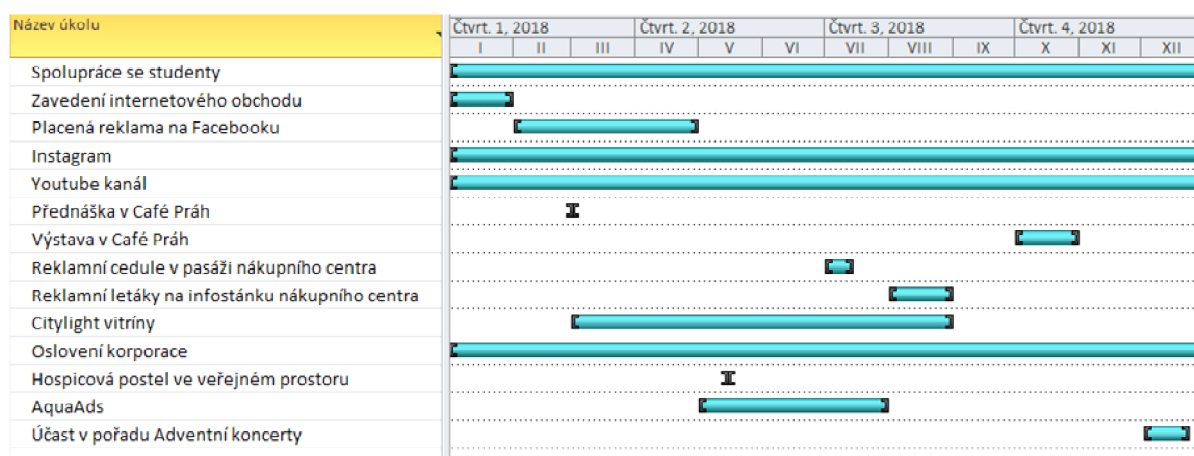 Název úkolu
Čtvrt. 1, 2018 Čtvrt. 2, 2018 Čtvrt. 3, 2018 Čtvrt. 4, 2018
I II III IV V VI VII VIII IX X XI XII
Spolupráce se studenty
Zavedení internetového obchodu
Placená reklama na Facebooku
Instagram
Youtube kanál
Přednáška v Café Práh
Výstava v Café Práh
Reklamní cedule v pasáži nákupního centra
Reklamní letáky na infostánku nákupního centra
Citylight vitríny
Oslovení korporace
Hospicová postel ve veřejném prostoru
AquaAds
Účast v pořadu Adventní koncerty